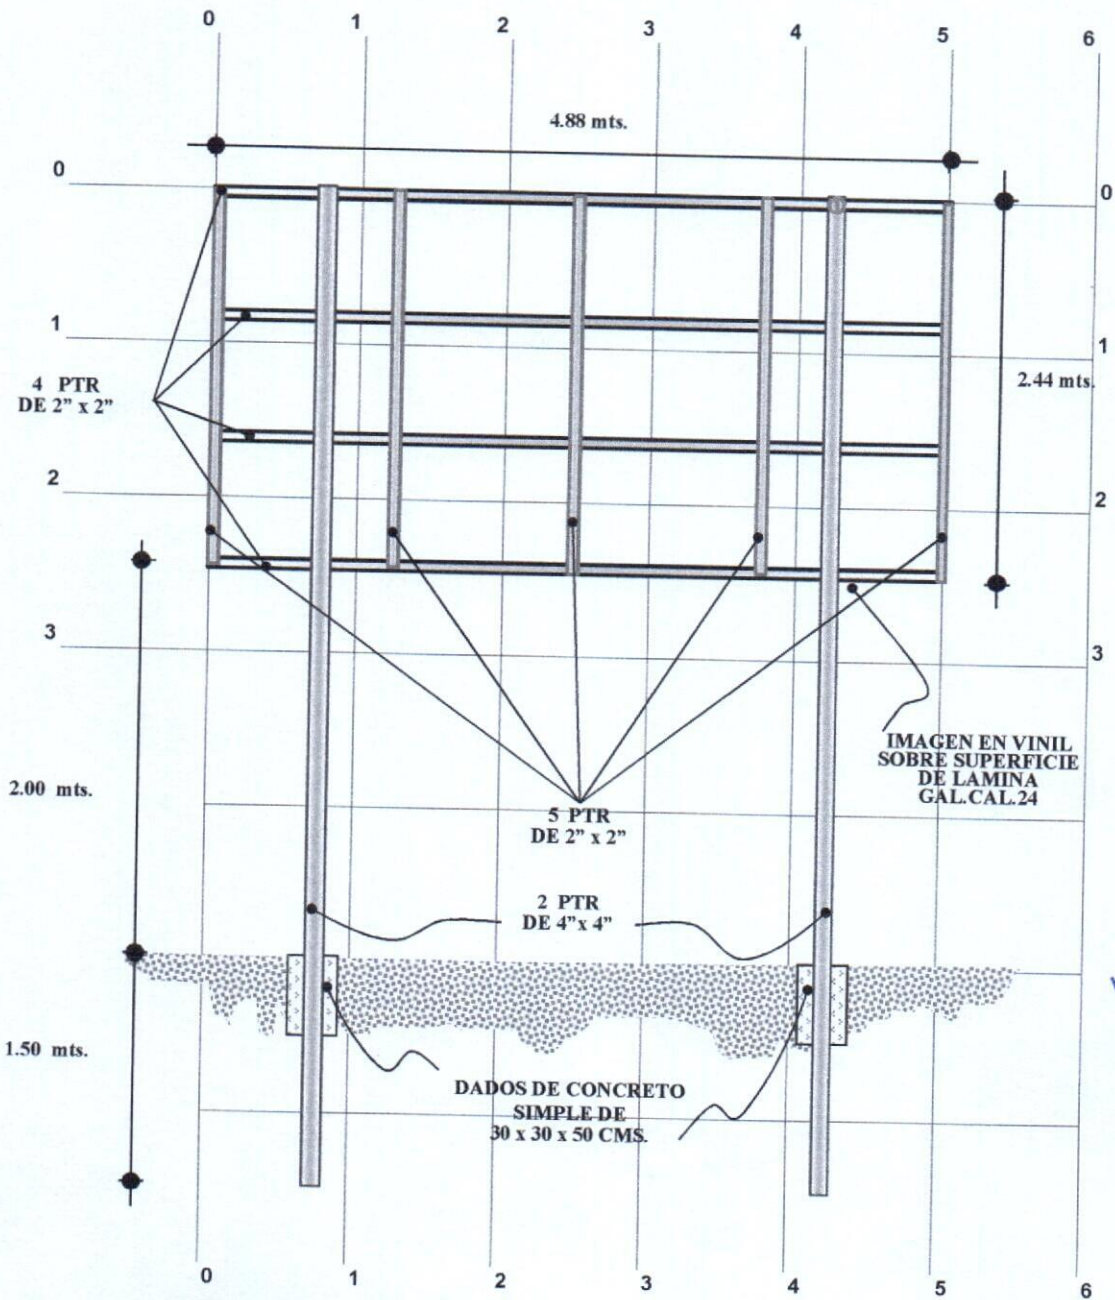 0 1 2 3 4 5 6
4.88 mts.
0 0
1 1
4 PTR
DE 2” x 2”
2.44 mts.
2 2
3 3
IMAGEN EN VINIL
SOBRE SUPERFICIE
DE LAMINA
GAL.CAL.24
2.00 mts.
5 PTR
DE 2” x 2”
2 PTR
DE 4”x 4”
1.50 mts.
DADOS DE CONCRETO
SIMPLE DE
30 x 30 x 50 CMS.
0 1 2 3 4 5 6